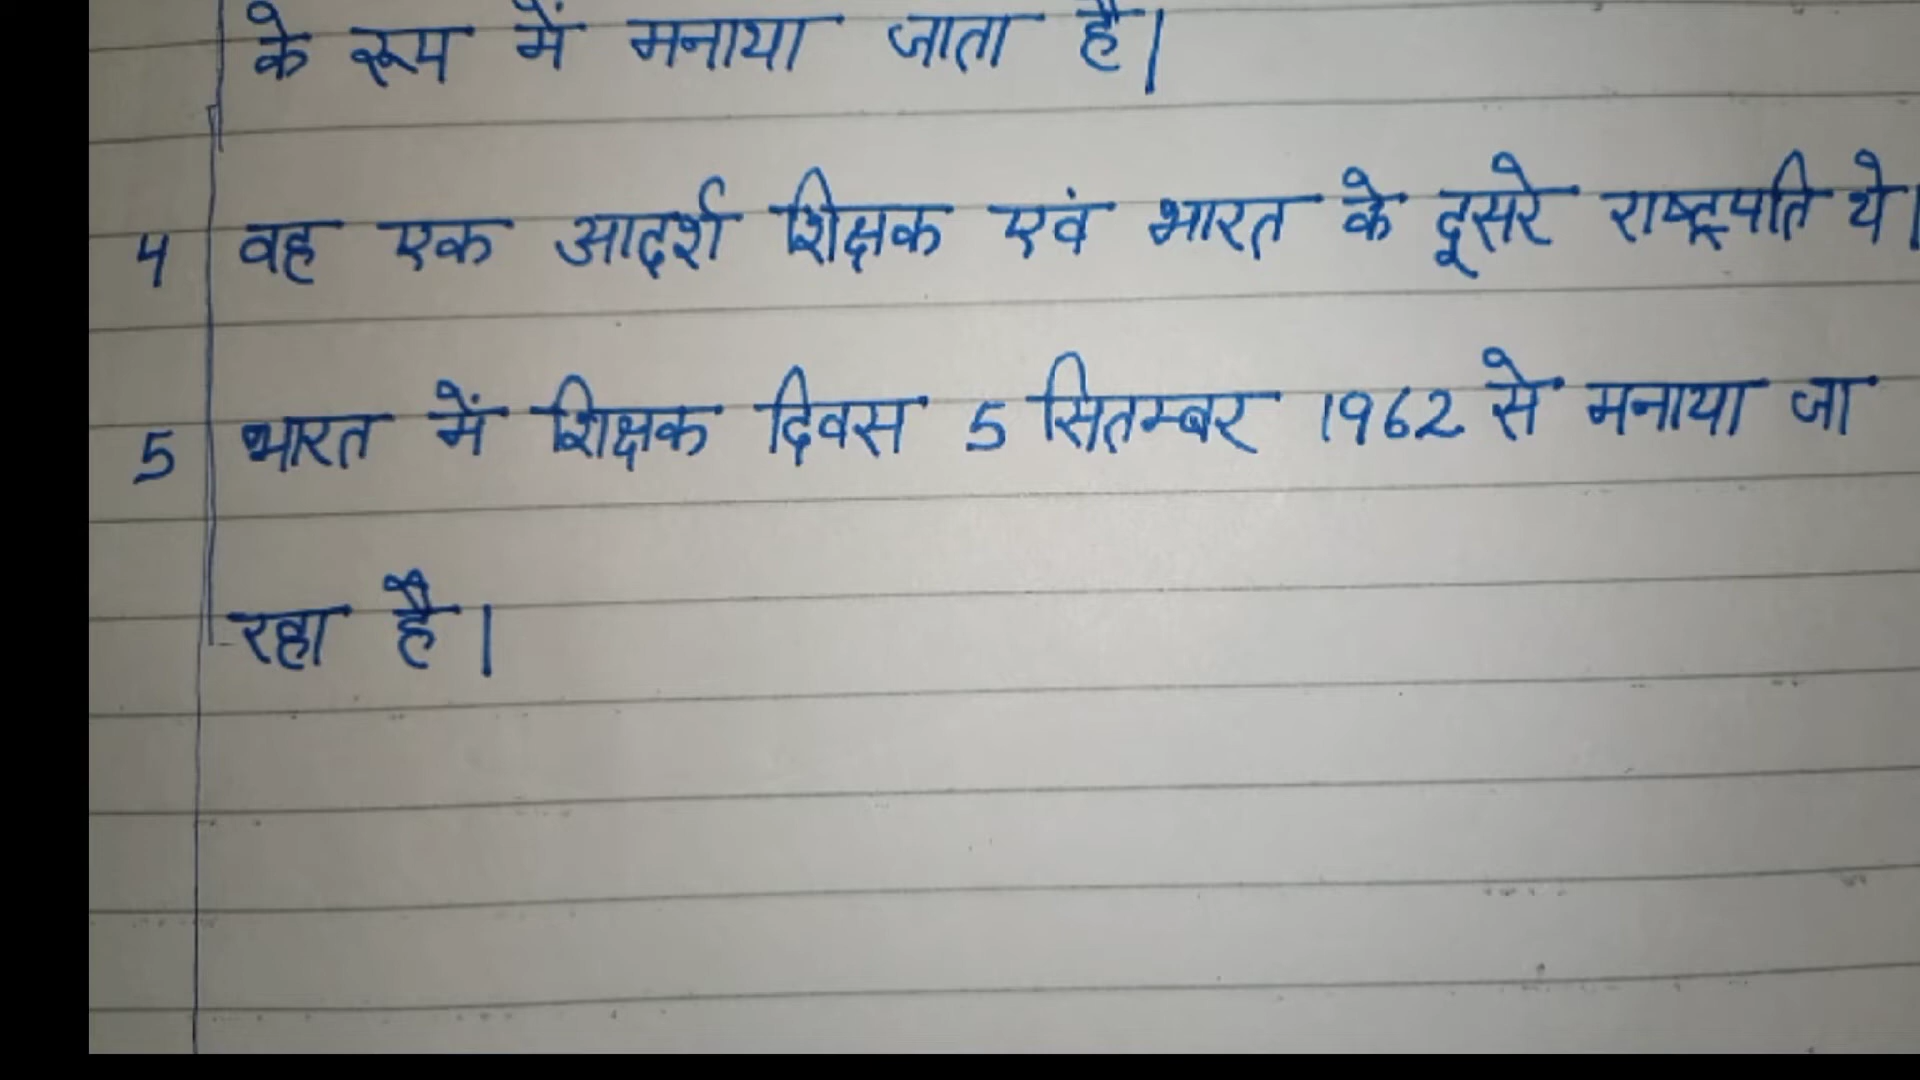 के रूप में मनाया जाता है।
4 वह एक आदर्श शिक्षक एवं भारत के दूसरे राष्ट्रपति थे।
5 भारत में शिक्षक दिवस 5 सितम्बर 1962 से मनाया जा
रहा है।